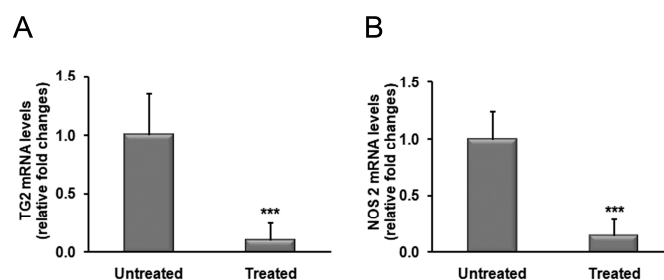 A
TG2 mRNA levels
(relative fold changes)
1.5
1.0
0.5
0.0
***
Untreated Treated
B
NOS 2 mRNA levels
(relative fold changes)
1.5
1.0
0.5
0.0
***
Untreated Treated